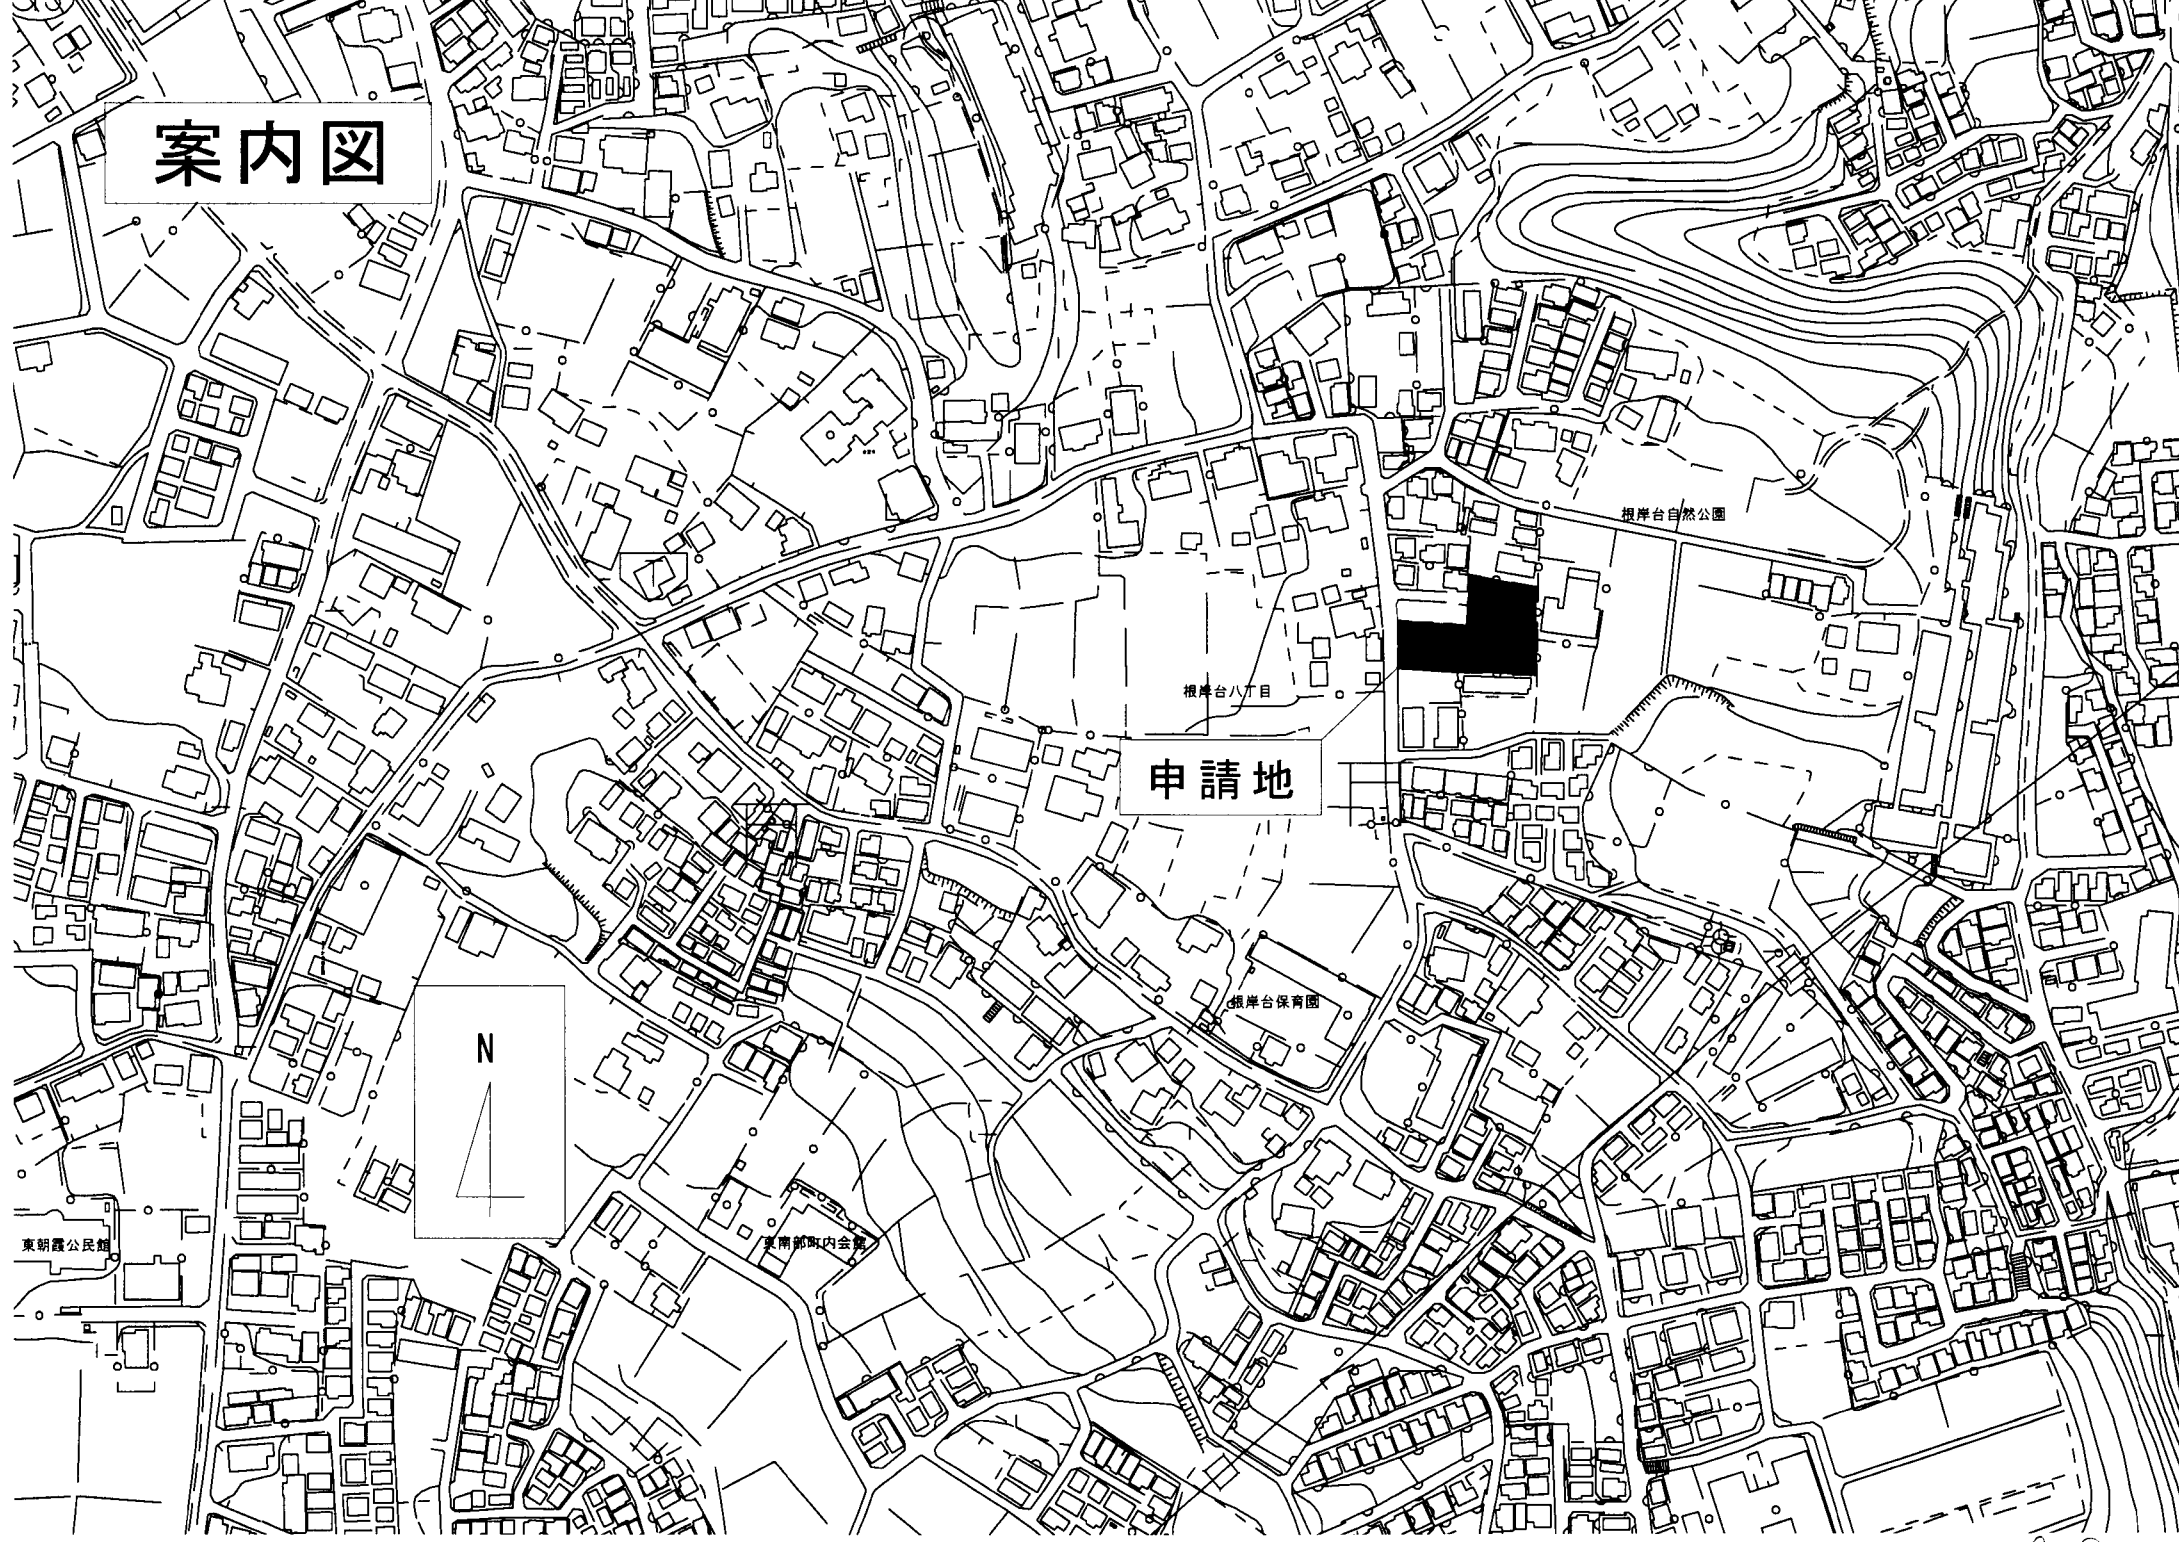 案内図
根岸台自然公園
根岸台八丁目
申請地
根岸台保育園
N
東朝霞公民館
東南部町内会館